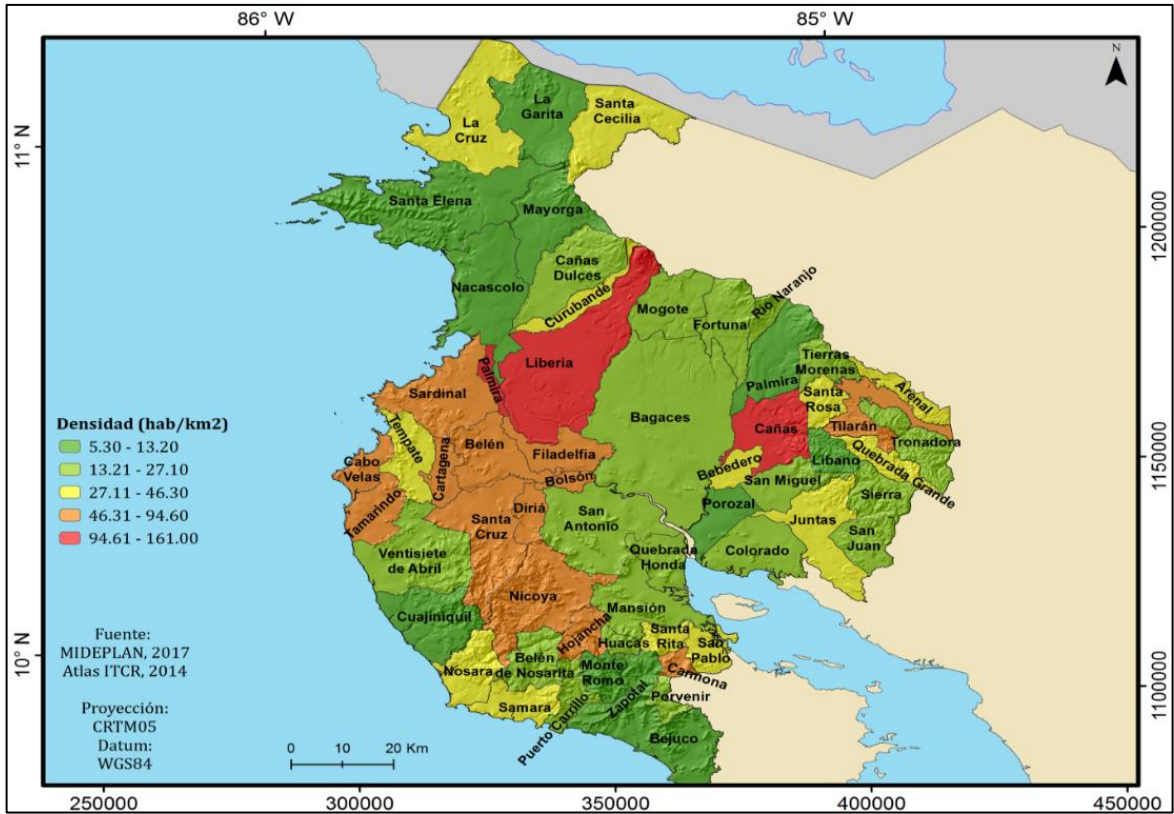 86° W
85° W
N
11° N
10° N
1200000
1150000
1100000
La
Garita
La
Cruz
Santa
Cecilia
Santa Elena
Mayorga
Cañas
Dulces
Nacascolo
Curubandé
Mogote
Fortuna
Río Naranjo
Liberia
Palmira
Palmira
Tierras
Morenas
Arenal
Santa
Rosa
Sardinal
Bagaces
Cañas
Tilarán
Tronadora
Tempate
Cartagena
Belén
Filadelfia
Bebedero
Líbano
Quebrada Grande
Cabo
Velas
Bolsón
San Miguel
Tamarindo
Diriá
San
Antonio
Porozal
Sierra
Santa
Cruz
Juntas
San
Juan
Ventisiete
de Abril
Quebrada
Honda
Colorado
Nicoya
Cuajiniquil
Mansión
Hojancha
Huacas
Santa
Rita
San
Pablo
Nosara
Belén
de Nosarita
Monte
Romo
Carmona
Zapotal
Porvenir
Samara
Puerto Carrillo
Bejuco
Densidad (hab/km2)
5.30 - 13.20
13.21 - 27.10
27.11 - 46.30
46.31 - 94.60
94.61 - 161.00
Fuente:
MIDEPLAN, 2017
Atlas ITCR, 2014
Proyección:
CRTM05
Datum:
WGS84
0 10 20 Km
250000
300000
350000
400000
450000